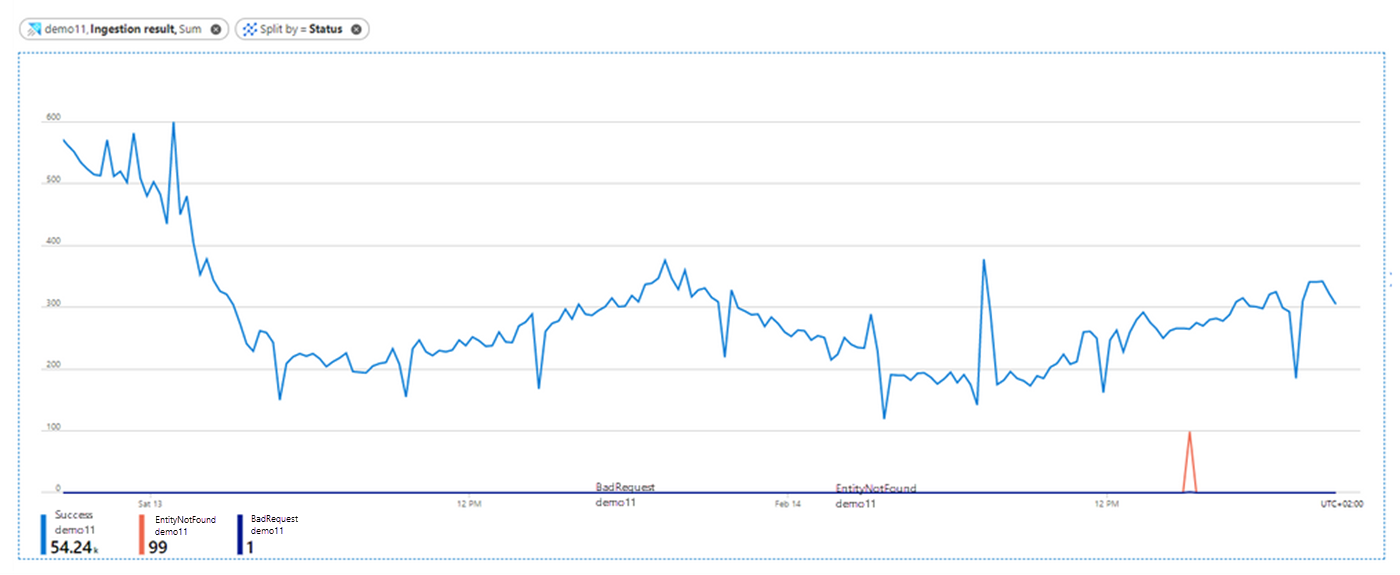 demo11, Ingestion result, Sum
Split by = Status
600
500
400
300
200
100
0
BadRequest
demo11
EntityNotFound
demo11
Sat 13
12 PM
Feb 14
12 PM
UTC+02:00
Success
demo11
54.24k
EntityNotFound
demo11
99
BadRequest
demo11
1